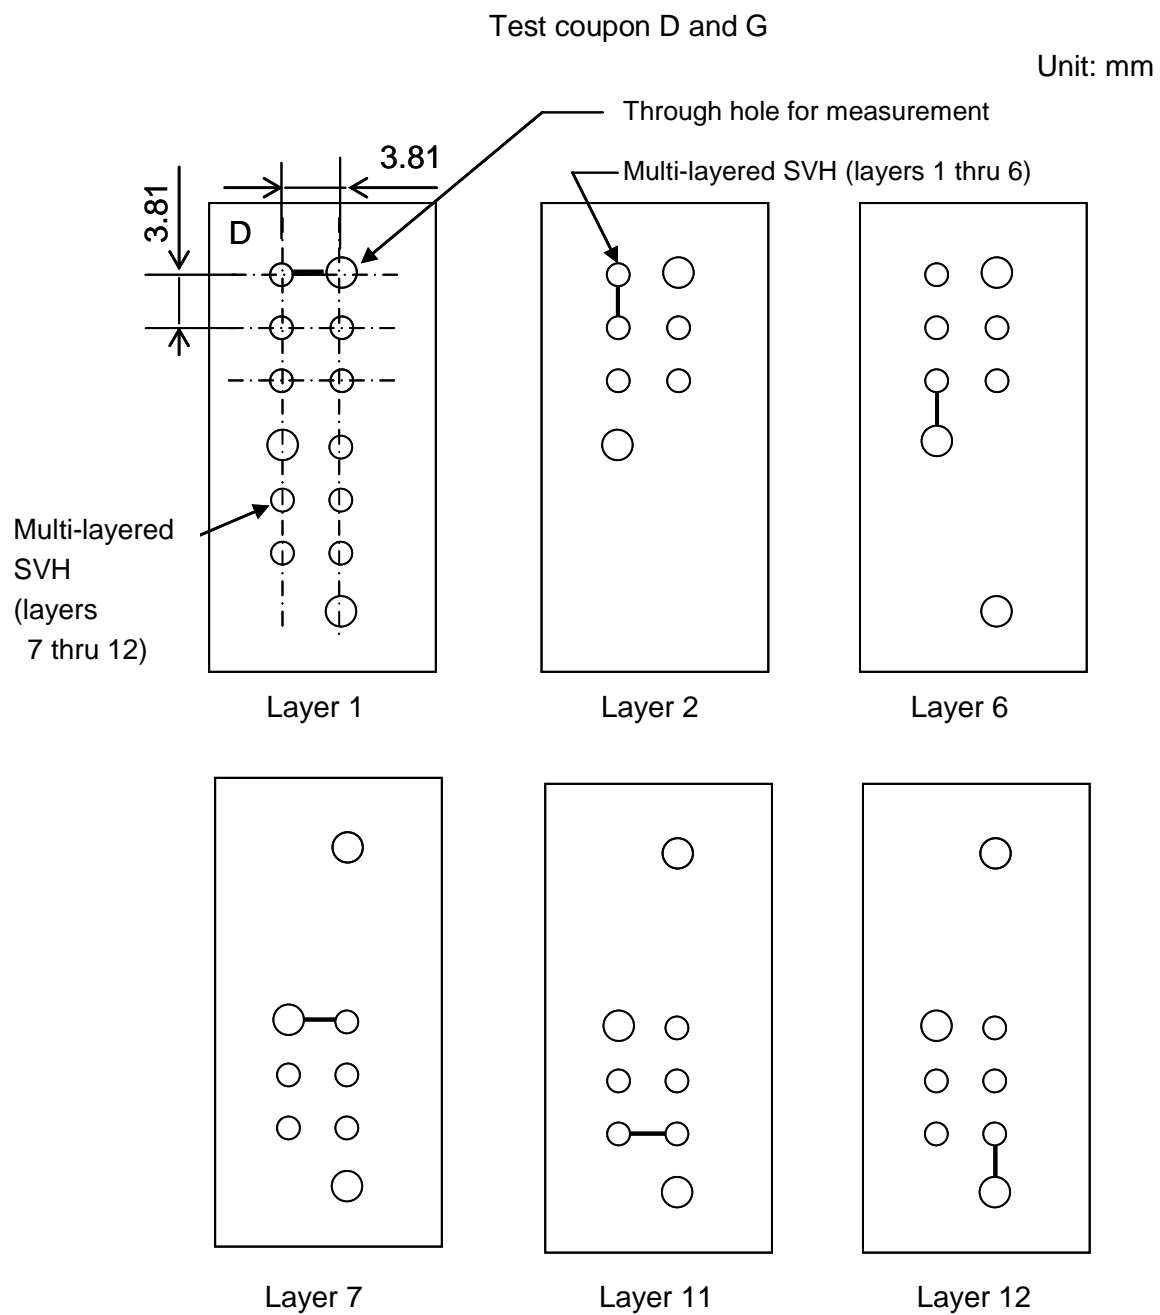 Test coupon D and G
Unit: mm
Through hole for measurement
3.81
Multi-layered SVH (layers 1 thru 6)
3.81
D
Multi-layered
SVH
(layers
7 thru 12)
Layer 1
Layer 2
Layer 6
Layer 7
Layer 11
Layer 12